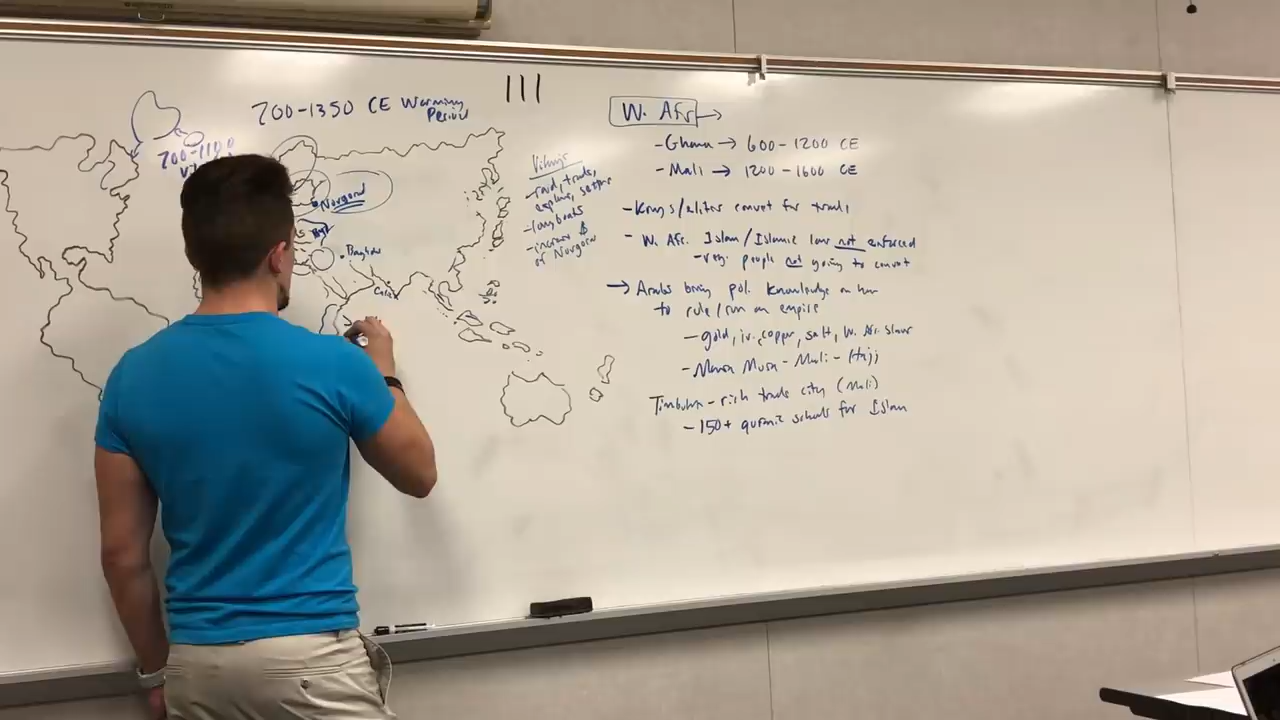 700-1350 CE Warming
Period
111
700-1100
Novgorod
Baghdad
Vikings
- raid, trade,
explore, settle
- longboats
- increase $
of Novgorod
W. Afr →
- Ghana → 600-1200 CE
- Mali → 1200-1600 CE
- Kings/elites convert for trade
- W. Afr. Islam/Islamic law not enforced
- reg. people not going to convert
→ Arabs bring pol. knowledge on how
to rule/run an empire
- gold, iv., copper, salt, W. Afr. slaves
- Mansa Musa - Mali - Hajj
Timbuktu - rich trade city (Mali)
- 150+ quranic schools for Islam